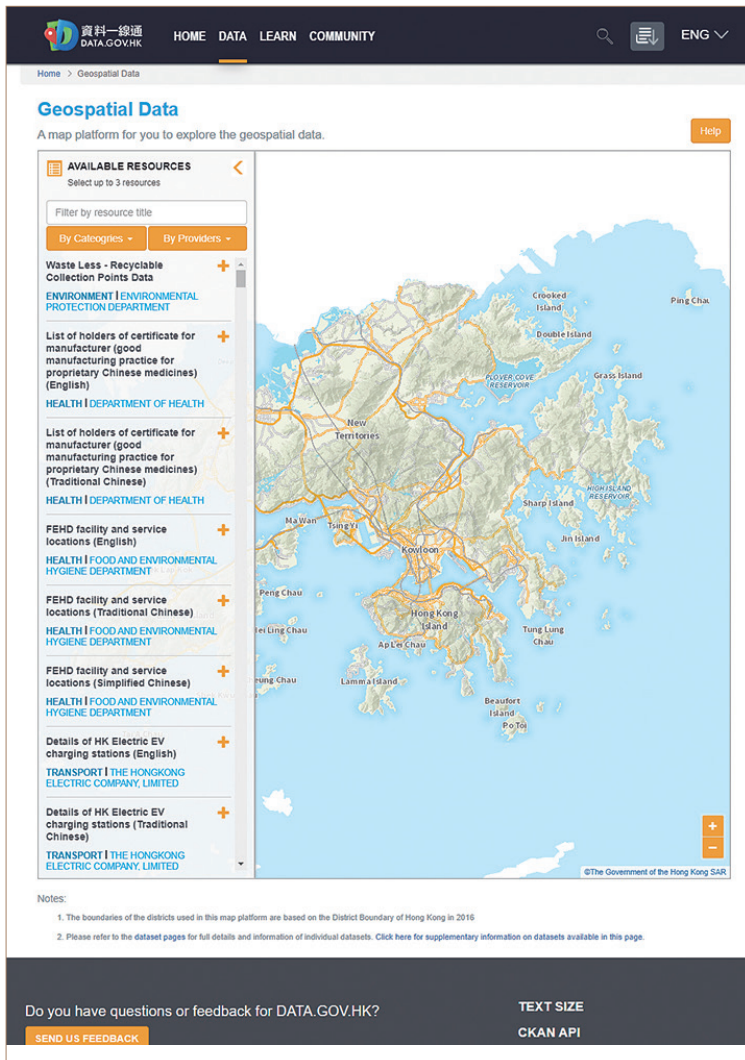 資料一線通
DATA.GOV.HK
HOME DATA LEARN COMMUNITY
ENG
Home > Geospatial Data
Geospatial Data
A map platform for you to explore the geospatial data.
Help
AVAILABLE RESOURCES
Select up to 3 resources
Filter by resource title
By Cateogries
By Providers
Waste Less - Recyclable
Collection Points Data
ENVIRONMENT | ENVIRONMENTAL
PROTECTION DEPARTMENT
List of holders of certificate for
manufacturer (good
manufacturing practice for
proprietary Chinese medicines)
(English)
HEALTH | DEPARTMENT OF HEALTH
List of holders of certificate for
manufacturer (good
manufacturing practice for
proprietary Chinese medicines)
(Traditional Chinese)
HEALTH | DEPARTMENT OF HEALTH
FEHD facility and service
locations (English)
HEALTH | FOOD AND ENVIRONMENTAL
HYGIENE DEPARTMENT
FEHD facility and service
locations (Traditional Chinese)
HEALTH | FOOD AND ENVIRONMENTAL
HYGIENE DEPARTMENT
FEHD facility and service
locations (Simplified Chinese)
HEALTH | FOOD AND ENVIRONMENTAL
HYGIENE DEPARTMENT
Details of HK Electric EV
charging stations (English)
TRANSPORT | THE HONGKONG
ELECTRIC COMPANY, LIMITED
Details of HK Electric EV
charging stations (Traditional
Chinese)
TRANSPORT | THE HONGKONG
ELECTRIC COMPANY, LIMITED
Crooked
Island
Ping Chau
Double Island
PLOVER COVE
RESERVOIR
Grass Island
New
Territories
HIGH ISLAND
RESERVOIR
Sharp Island
Ma Wan
Tsing Yi
Jin Island
Kowloon
Peng Chau
Hong Kong
Island
Tung Lung
Chau
Hei Ling Chau
Ap Lei Chau
Lamma Island
Beaufort
Island
Po Toi
+
−
©The Government of the Hong Kong SAR
Notes:
1. The boundaries of the districts used in this map platform are based on the District Boundary of Hong Kong in 2016
2. Please refer to the dataset pages for full details and information of individual datasets. Click here for supplementary information on datasets available in this page.
Do you have questions or feedback for DATA.GOV.HK?
SEND US FEEDBACK
TEXT SIZE
CKAN API